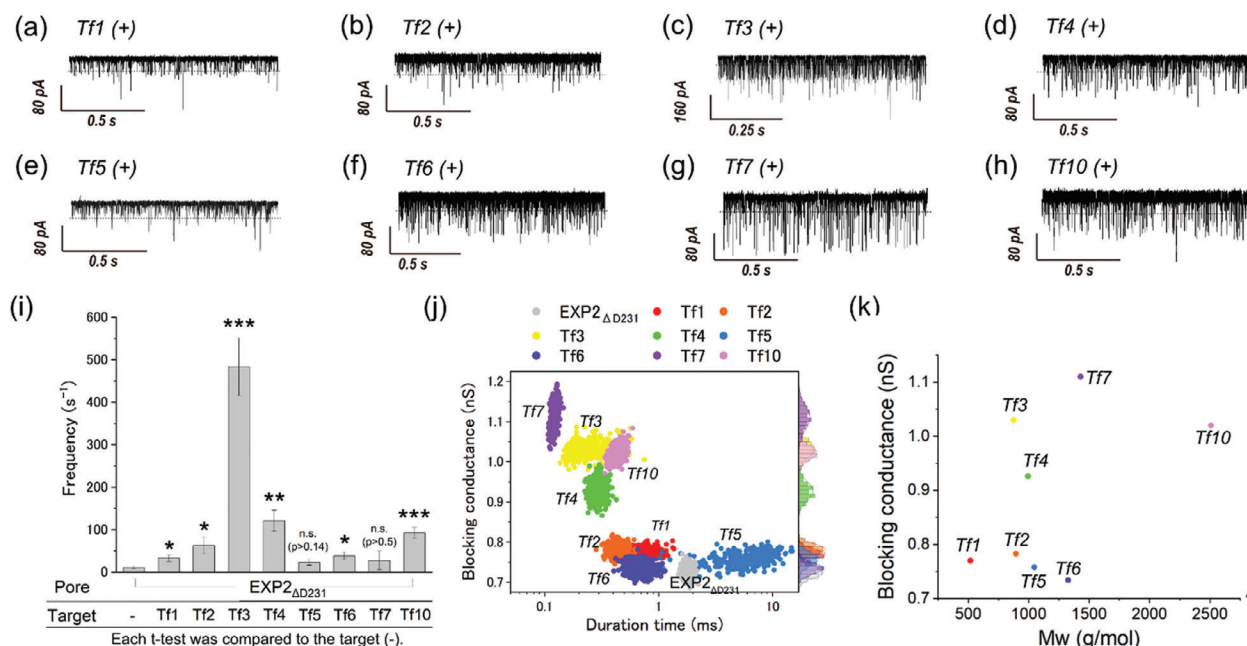 (a) Tf1 (+)
80 pA
0.5 s
(b) Tf2 (+)
80 pA
0.5 s
(c) Tf3 (+)
160 pA
0.25 s
(d) Tf4 (+)
80 pA
0.5 s
(e) Tf5 (+)
80 pA
0.5 s
(f) Tf6 (+)
80 pA
0.5 s
(g) Tf7 (+)
80 pA
0.5 s
(h) Tf10 (+)
80 pA
0.5 s
(i)
Frequency (s⁻¹)
600
500
400
300
200
100
0
*
*
***
**
n.s.
(p>0.14)
*
n.s.
(p>0.5)
***
Pore EXP2ΔD231
Target - Tf1 Tf2 Tf3 Tf4 Tf5 Tf6 Tf7 Tf10
Each t-test was compared to the target (-).
(j)
EXP2ΔD231 Tf1 Tf2
Tf3 Tf4 Tf5
Tf6 Tf7 Tf10
Blocking conductance (nS)
1.2
1.1
1.0
0.9
0.8
0.7
Tf7
Tf3
Tf10
Tf4
Tf2
Tf1
Tf5
Tf6
EXP2ΔD231
0.1 1 10
Duration time (ms)
(k)
Blocking conductance (nS)
1.2
1.1
1.0
0.9
0.8
0.7
Tf7
Tf3
Tf10
Tf4
Tf1
Tf2
Tf5
Tf6
500 1000 1500 2000 2500
Mw (g/mol)